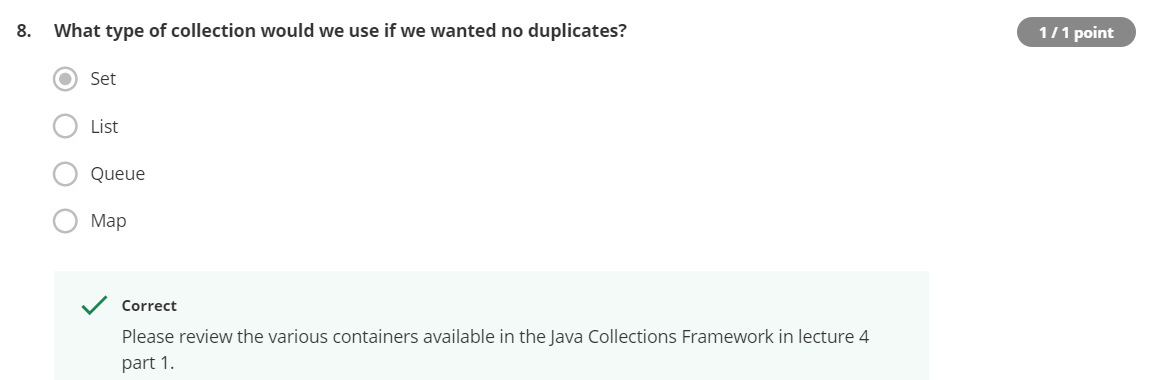 8. What type of collection would we use if we wanted no duplicates? 1 / 1 point
Set
List
Queue
Map
Correct
Please review the various containers available in the Java Collections Framework in lecture 4
part 1.